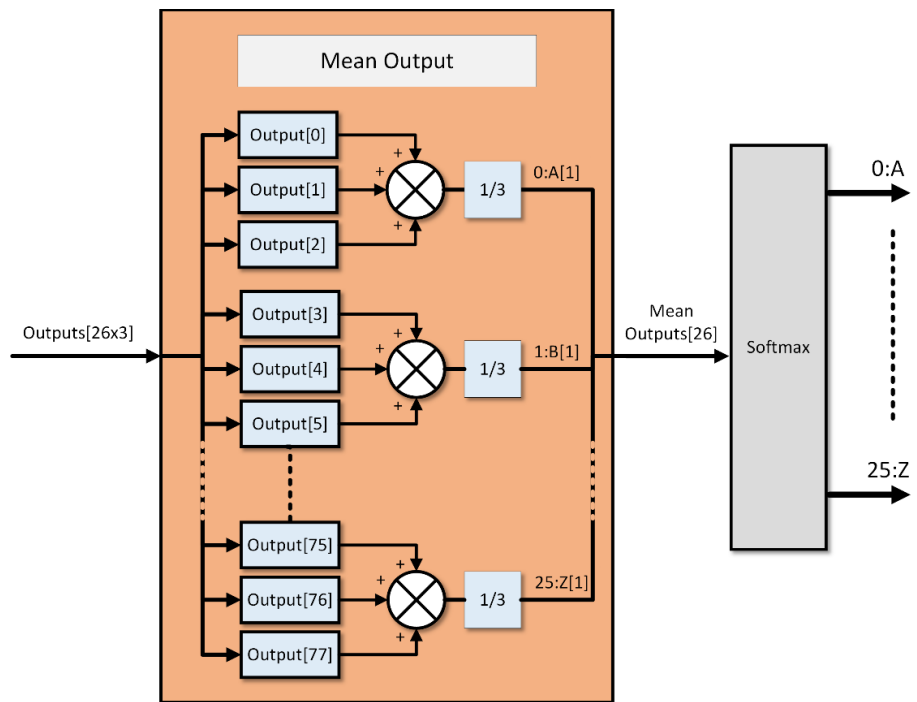 Mean Output
Output[0]
+
0:A[1]
+
Output[1]
1/3
Output[2]
+
0:A
Outputs[26x3]
Output[3]
+
Mean
Outputs[26]
Softmax
+
1:B[1]
Output[4]
1/3
Output[5]
+
25:Z
Output[75]
+
+
25:Z[1]
Output[76]
1/3
Output[77]
+